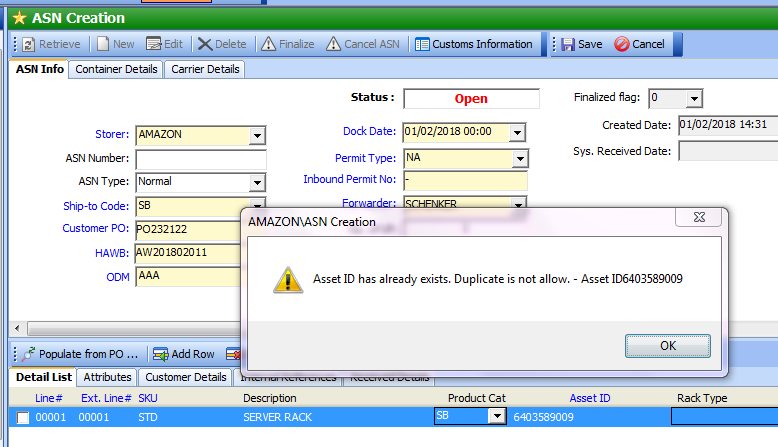 ASN Creation
Retrieve New Edit Delete Finalize Cancel ASN Customs Information Save Cancel
ASN Info Container Details Carrier Details
Status : Open Finalized flag: 0
Storer: AMAZON Dock Date: 01/02/2018 00:00 Created Date: 01/02/2018 14:31
ASN Number: Permit Type: NA Sys. Received Date:
ASN Type: Normal Inbound Permit No: -
Ship-to Code: SB Forwarder: SCHENKER
Customer PO: PO232122
HAWB: AW201802011
ODM AAA
AMAZON\ASN Creation
Asset ID has already exists. Duplicate is not allow. - Asset ID6403589009
OK
Populate from PO ... Add Row
Detail List Attributes Customer Details Internal References Received Details
Line# Ext. Line# SKU Description Product Cat Asset ID Rack Type
00001 00001 STD SERVER RACK SB 6403589009